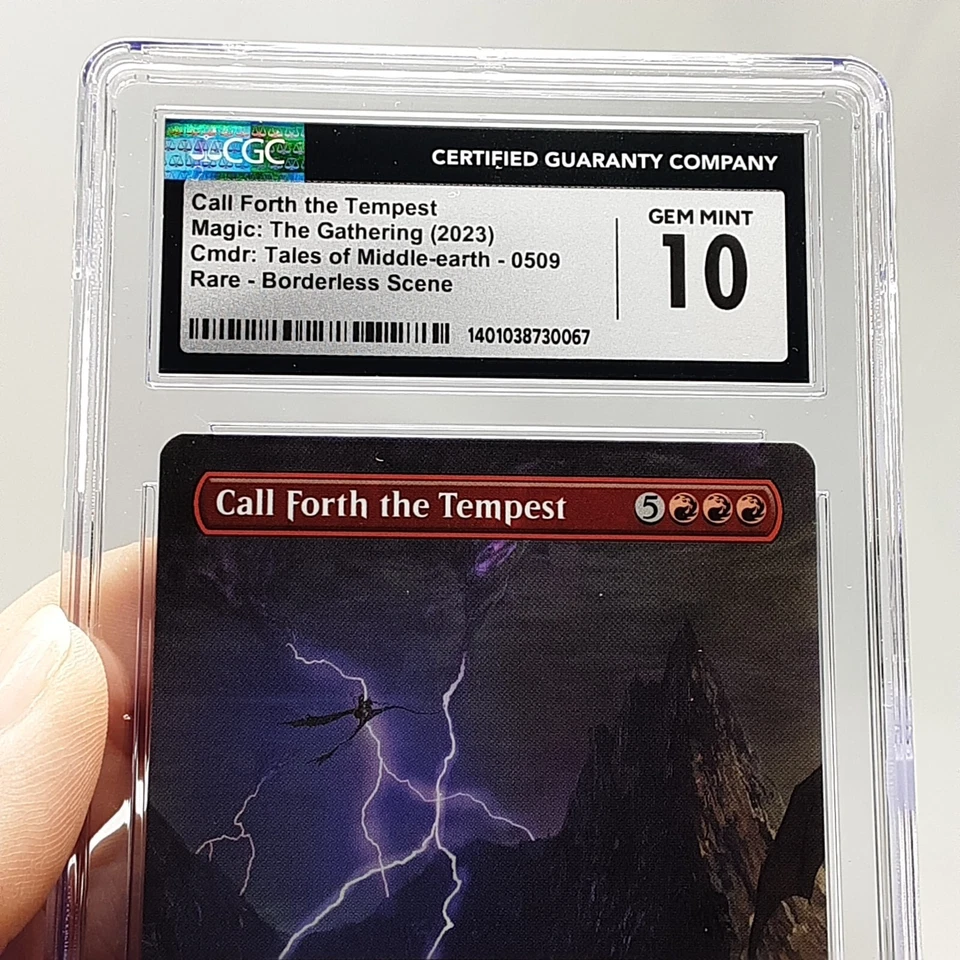 CGC
CERTIFIED GUARANTY COMPANY
Call Forth the Tempest
Magic: The Gathering (2023)
Cmdr: Tales of Middle-earth - 0509
Rare - Borderless Scene
GEM MINT
10
1401038730067
Call Forth the Tempest
5